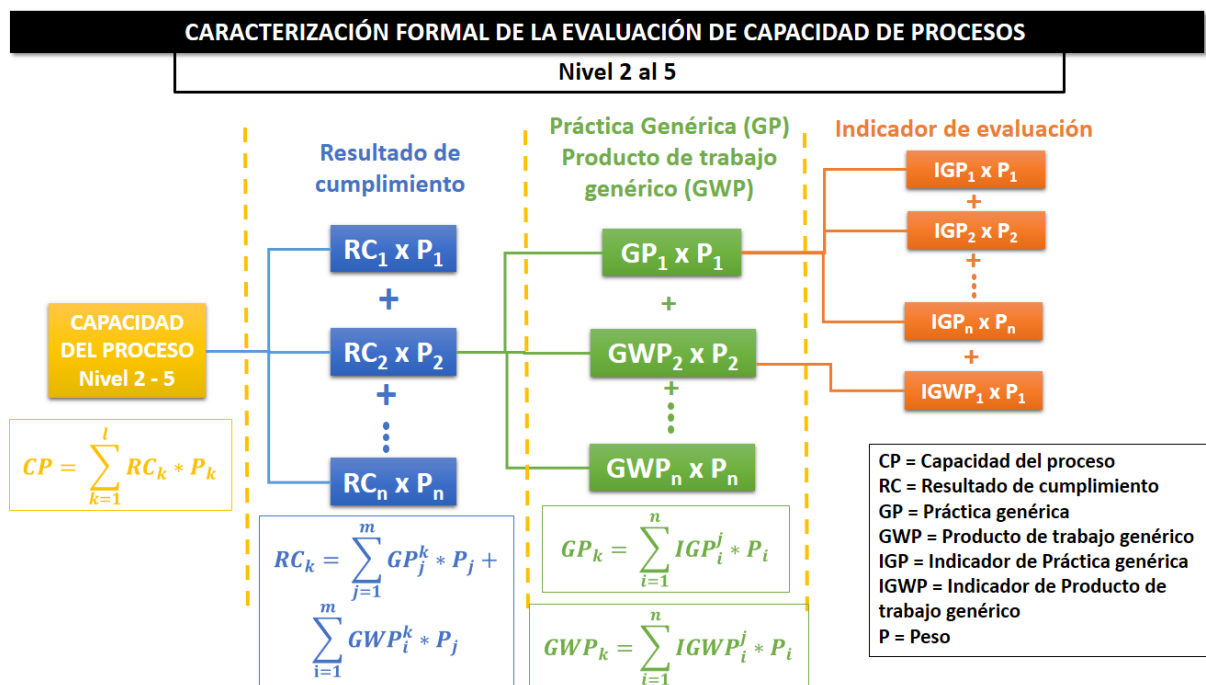 CARACTERIZACIÓN FORMAL DE LA EVALUACIÓN DE CAPACIDAD DE PROCESOS
Nivel 2 al 5
CAPACIDAD
DEL PROCESO
Nivel 2 - 5
CP = ∑_{k=1}^{l} RC_k * P_k
Resultado de
cumplimiento
RC₁ x P₁
+
RC₂ x P₂
+
RCₙ x Pₙ
RC_k = ∑_{j=1}^{m} GP_j^k * P_j +
∑_{i=1}^{m} GWP_i^k * P_j
Práctica Genérica (GP)
Producto de trabajo
genérico (GWP)
GP₁ x P₁
+
GWP₂ x P₂
+
GWPₙ x Pₙ
GP_k = ∑_{i=1}^{n} IGP_i^j * P_i
GWP_k = ∑_{i=1}^{n} IGWP_i^j * P_i
Indicador de evaluación
IGP₁ x P₁
+
IGP₂ x P₂
+
IGPₙ x Pₙ
+
IGWP₁ x P₁
CP = Capacidad del proceso
RC = Resultado de cumplimiento
GP = Práctica genérica
GWP = Producto de trabajo genérico
IGP = Indicador de Práctica genérica
IGWP = Indicador de Producto de
trabajo genérico
P = Peso